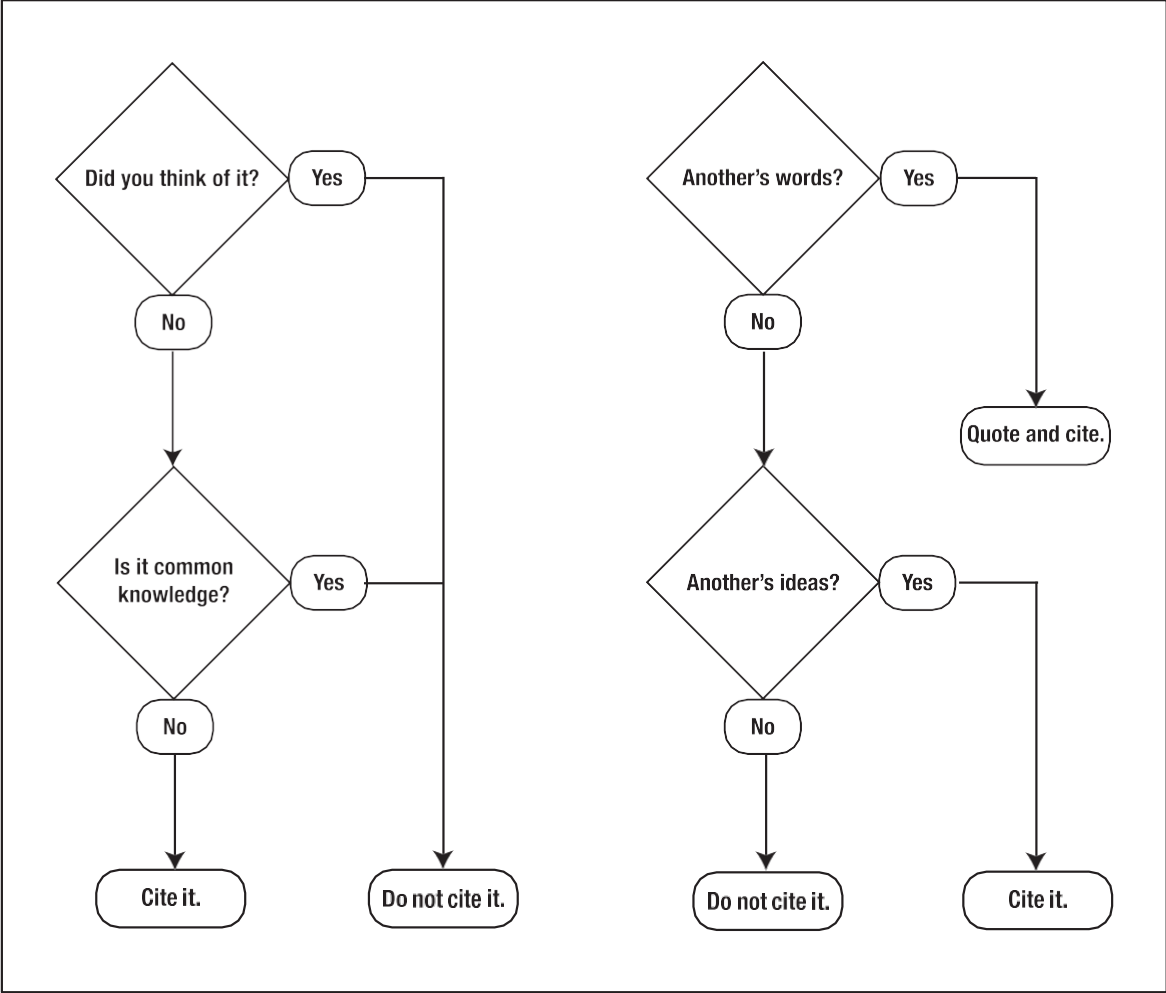 Did you think of it?
Yes
No
Is it common
knowledge?
Yes
No
Cite it.
Do not cite it.
Another's words?
Yes
No
Quote and cite.
Another's ideas?
Yes
No
Do not cite it.
Cite it.